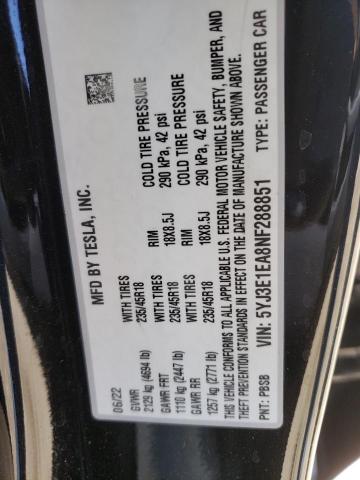 MFD BY TESLA, INC.
06/22
GVWR
2129 kg (4694 lb)
GAWR FRT WITH TIRES RIM COLD TIRE PRESSURE
1110 kg (2447 lb) 235/45R18 18X8.5J 290 kPa, 42 psi
GAWR RR WITH TIRES RIM COLD TIRE PRESSURE
1257 kg (2771 lb) 235/45R18 18X8.5J 290 kPa, 42 psi
THIS VEHICLE CONFORMS TO ALL APPLICABLE U.S. FEDERAL MOTOR VEHICLE SAFETY, BUMPER, AND
THEFT PREVENTION STANDARDS IN EFFECT ON THE DATE OF MANUFACTURE SHOWN ABOVE.
VIN: 5YJ3E1EA8NF288851 TYPE: PASSENGER CAR
PNT: PBSB